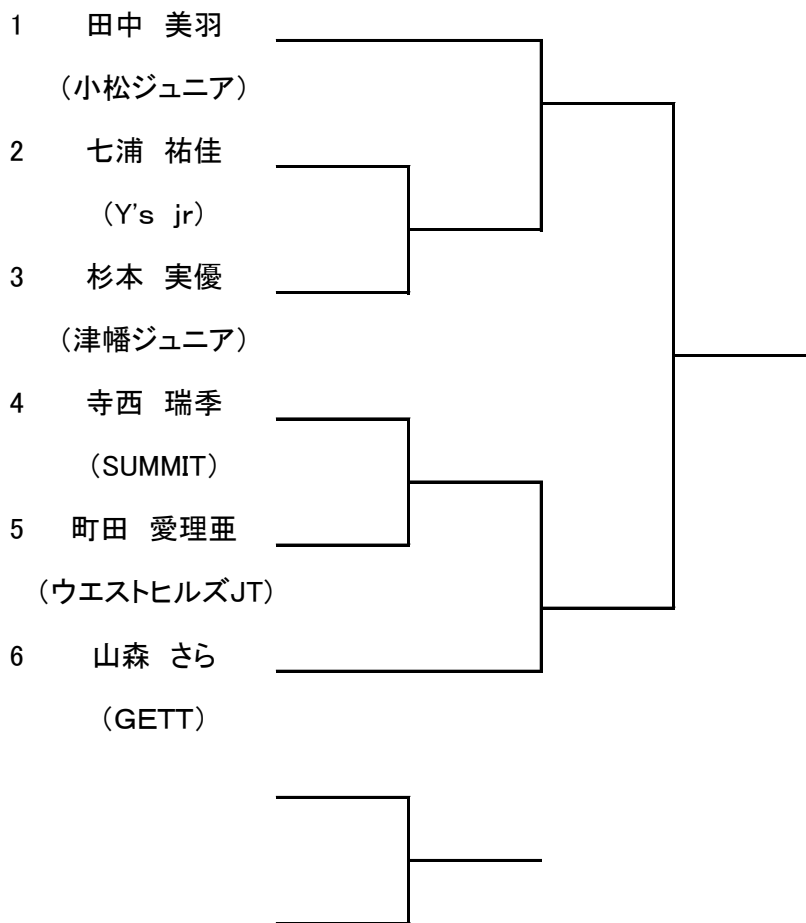 1 田中 美羽
（小松ジュニア）
2 七浦 祐佳
（Y's jr）
3 杉本 実優
（津幡ジュニア）
4 寺西 瑞季
（SUMMIT）
5 町田 愛理亜
（ウエストヒルズJT）
6 山森 さら
（GETT）